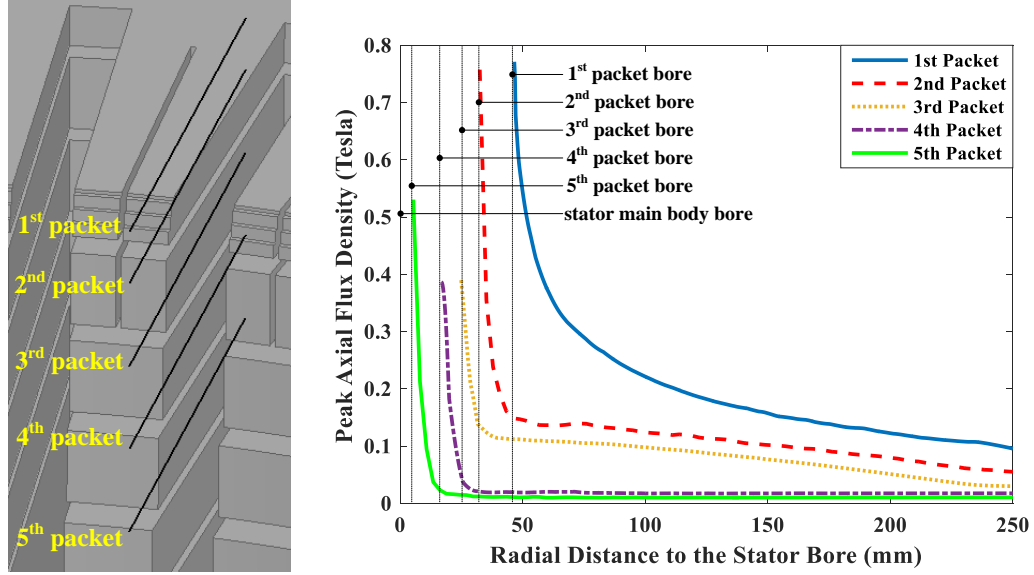 1st packet
2nd packet
3rd packet
4th packet
5th packet
Peak Axial Flux Density (Tesla)
0.8
0.7
0.6
0.5
0.4
0.3
0.2
0.1
0
1st packet bore
2nd packet bore
3rd packet bore
4th packet bore
5th packet bore
stator main body bore
1st Packet
2nd Packet
3rd Packet
4th Packet
5th Packet
0 50 100 150 200 250
Radial Distance to the Stator Bore (mm)